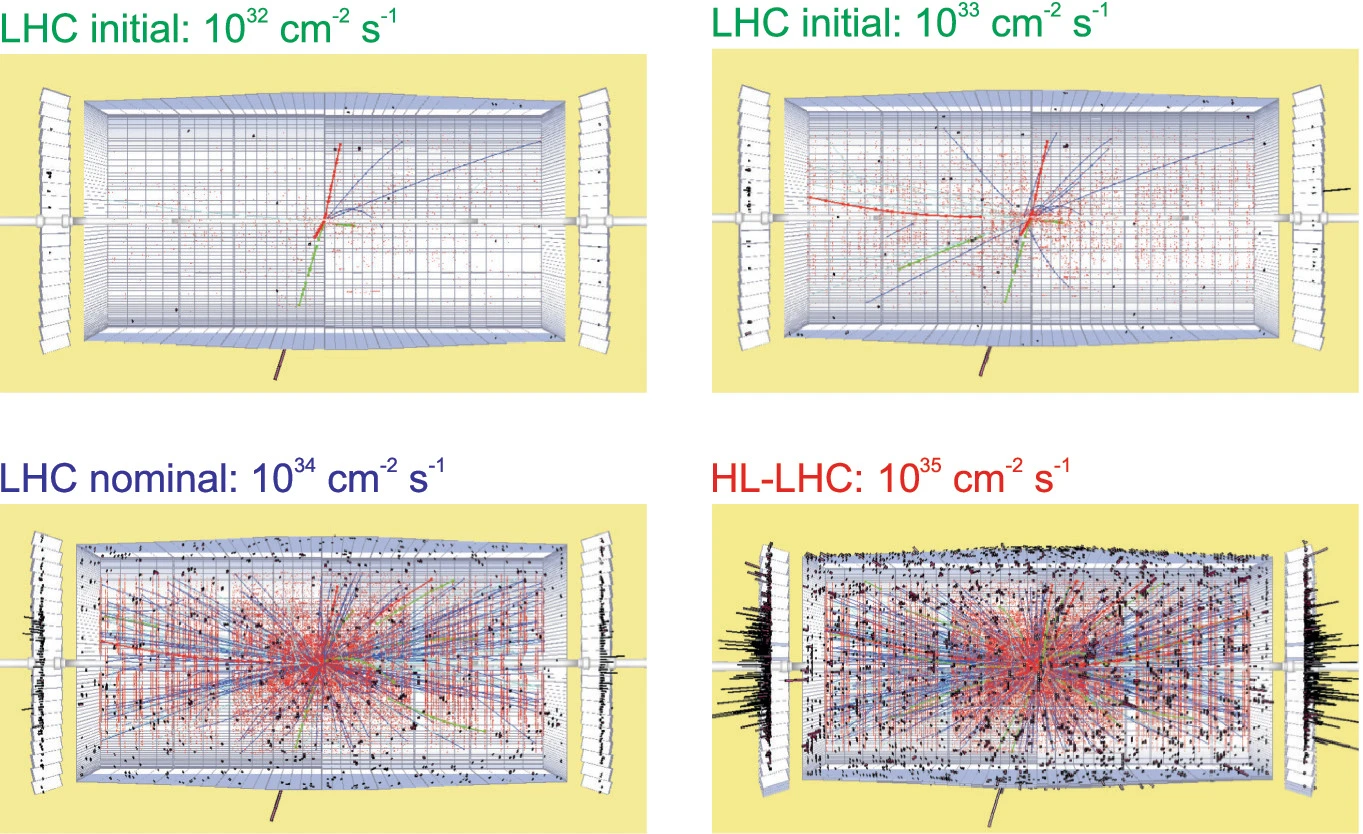 LHC initial: 10³² cm⁻² s⁻¹
LHC initial: 10³³ cm⁻² s⁻¹
LHC nominal: 10³⁴ cm⁻² s⁻¹
HL-LHC: 10³⁵ cm⁻² s⁻¹